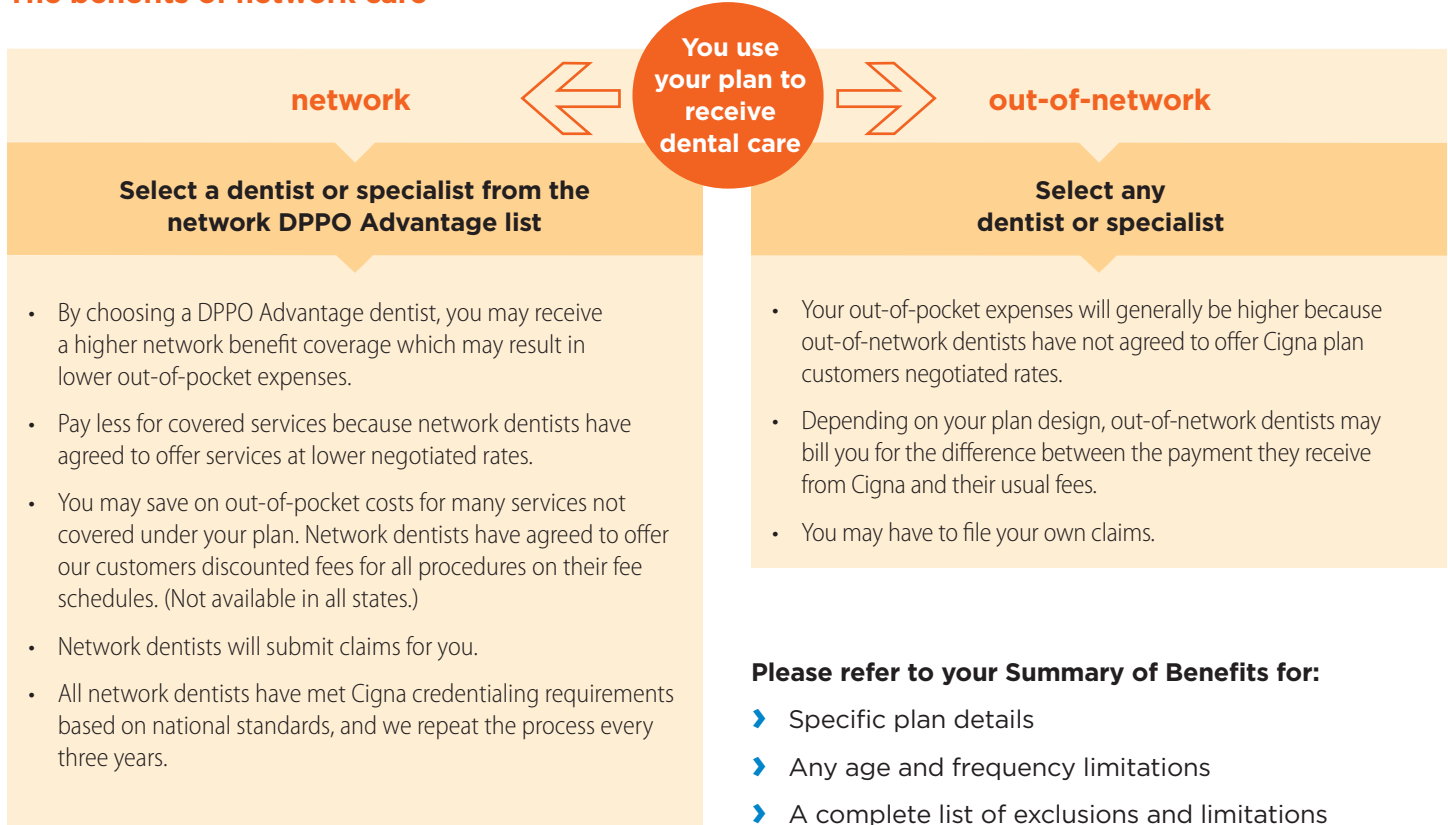 The benefits of network care
You use
your plan to
receive
dental care
network
Select a dentist or specialist from the
network DPPO Advantage list
• By choosing a DPPO Advantage dentist, you may receive
a higher network benefit coverage which may result in
lower out-of-pocket expenses.
• Pay less for covered services because network dentists have
agreed to offer services at lower negotiated rates.
• You may save on out-of-pocket costs for many services not
covered under your plan. Network dentists have agreed to offer
our customers discounted fees for all procedures on their fee
schedules. (Not available in all states.)
• Network dentists will submit claims for you.
• All network dentists have met Cigna credentialing requirements
based on national standards, and we repeat the process every
three years.
out-of-network
Select any
dentist or specialist
• Your out-of-pocket expenses will generally be higher because
out-of-network dentists have not agreed to offer Cigna plan
customers negotiated rates.
• Depending on your plan design, out-of-network dentists may
bill you for the difference between the payment they receive
from Cigna and their usual fees.
• You may have to file your own claims.
Please refer to your Summary of Benefits for:
› Specific plan details
› Any age and frequency limitations
› A complete list of exclusions and limitations